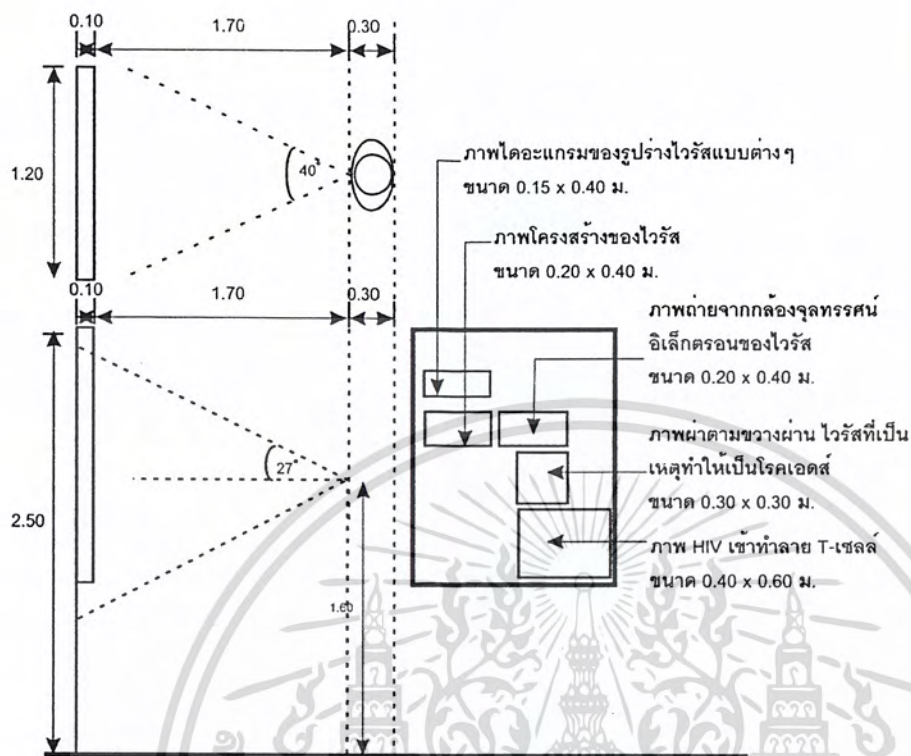 0.10
1.70
0.30
1.20
40°
ภาพไดอะแกรมของรูปร่างไวรัสแบบต่าง ๆ
ขนาด 0.15 x 0.40 ม.
ภาพโครงสร้างของไวรัส
ขนาด 0.20 x 0.40 ม.
0.10
1.70
0.30
ภาพถ่ายจากกล้องจุลทรรศน์
อิเล็กตรอนของไวรัส
ขนาด 0.20 x 0.40 ม.
27°
ภาพผ่าตามขวางผ่าน ไวรัสที่เป็น
เหตุทำให้เป็นโรคเอดส์
ขนาด 0.30 x 0.30 ม.
2.50
ภาพ HIV เข้าทำลาย T-เซลล์
ขนาด 0.40 x 0.60 ม.
1.60